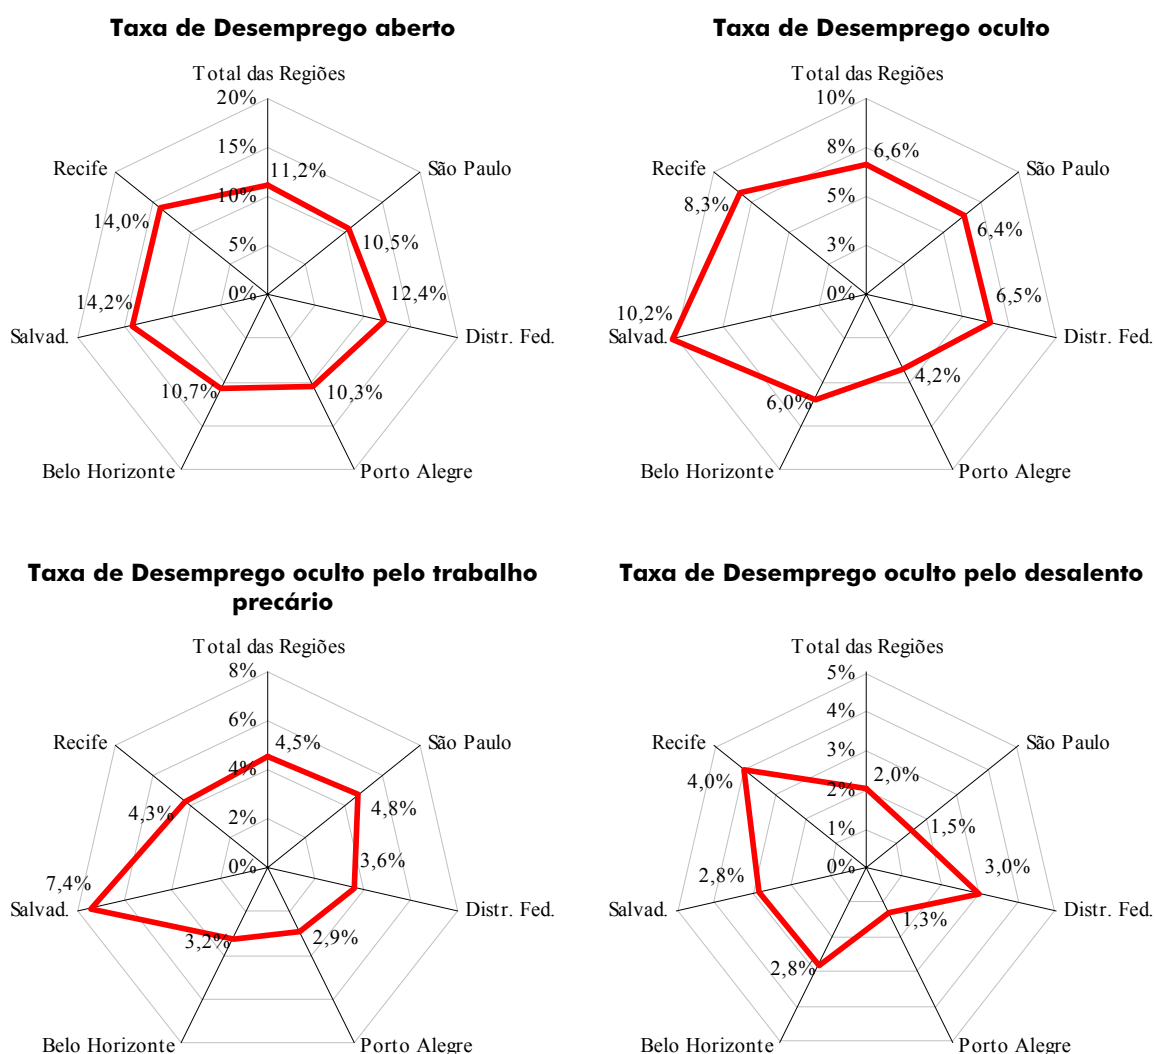 Taxa de Desemprego aberto
Total das Regiões
20%
15%
10%
5%
0%
11,2%
São Paulo
10,5%
Distr. Fed.
12,4%
Porto Alegre
10,3%
Belo Horizonte
10,7%
Salvad.
14,2%
Recife
14,0%
Taxa de Desemprego oculto
Total das Regiões
10%
8%
5%
3%
0%
6,6%
São Paulo
6,4%
Distr. Fed.
6,5%
Porto Alegre
4,2%
Belo Horizonte
6,0%
Salvad.
10,2%
Recife
8,3%
Taxa de Desemprego oculto pelo trabalho
precário
Total das Regiões
8%
6%
4%
2%
0%
4,5%
São Paulo
4,8%
Distr. Fed.
3,6%
Porto Alegre
2,9%
Belo Horizonte
3,2%
Salvad.
7,4%
Recife
4,3%
Taxa de Desemprego oculto pelo desalento
Total das Regiões
5%
4%
3%
2%
1%
0%
2,0%
São Paulo
1,5%
Distr. Fed.
3,0%
Porto Alegre
1,3%
Belo Horizonte
2,8%
Salvad.
2,8%
Recife
4,0%